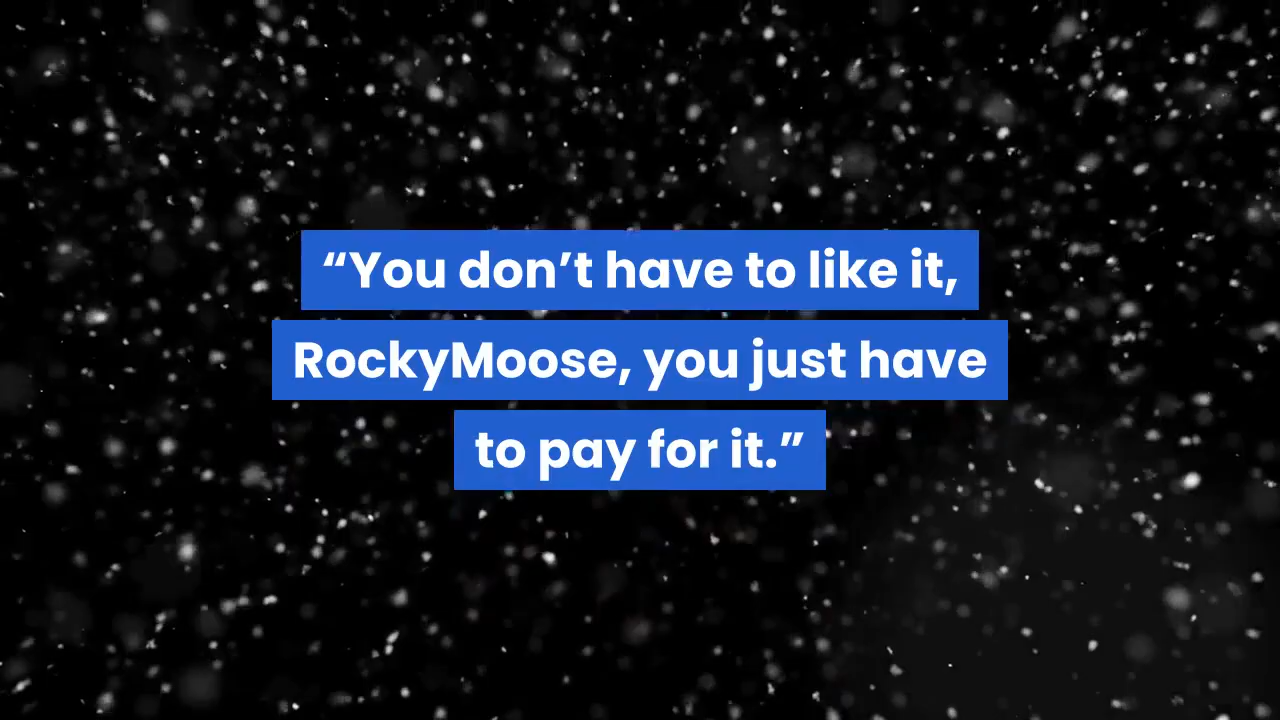 “You don’t have to like it,
RockyMoose, you just have
to pay for it.”